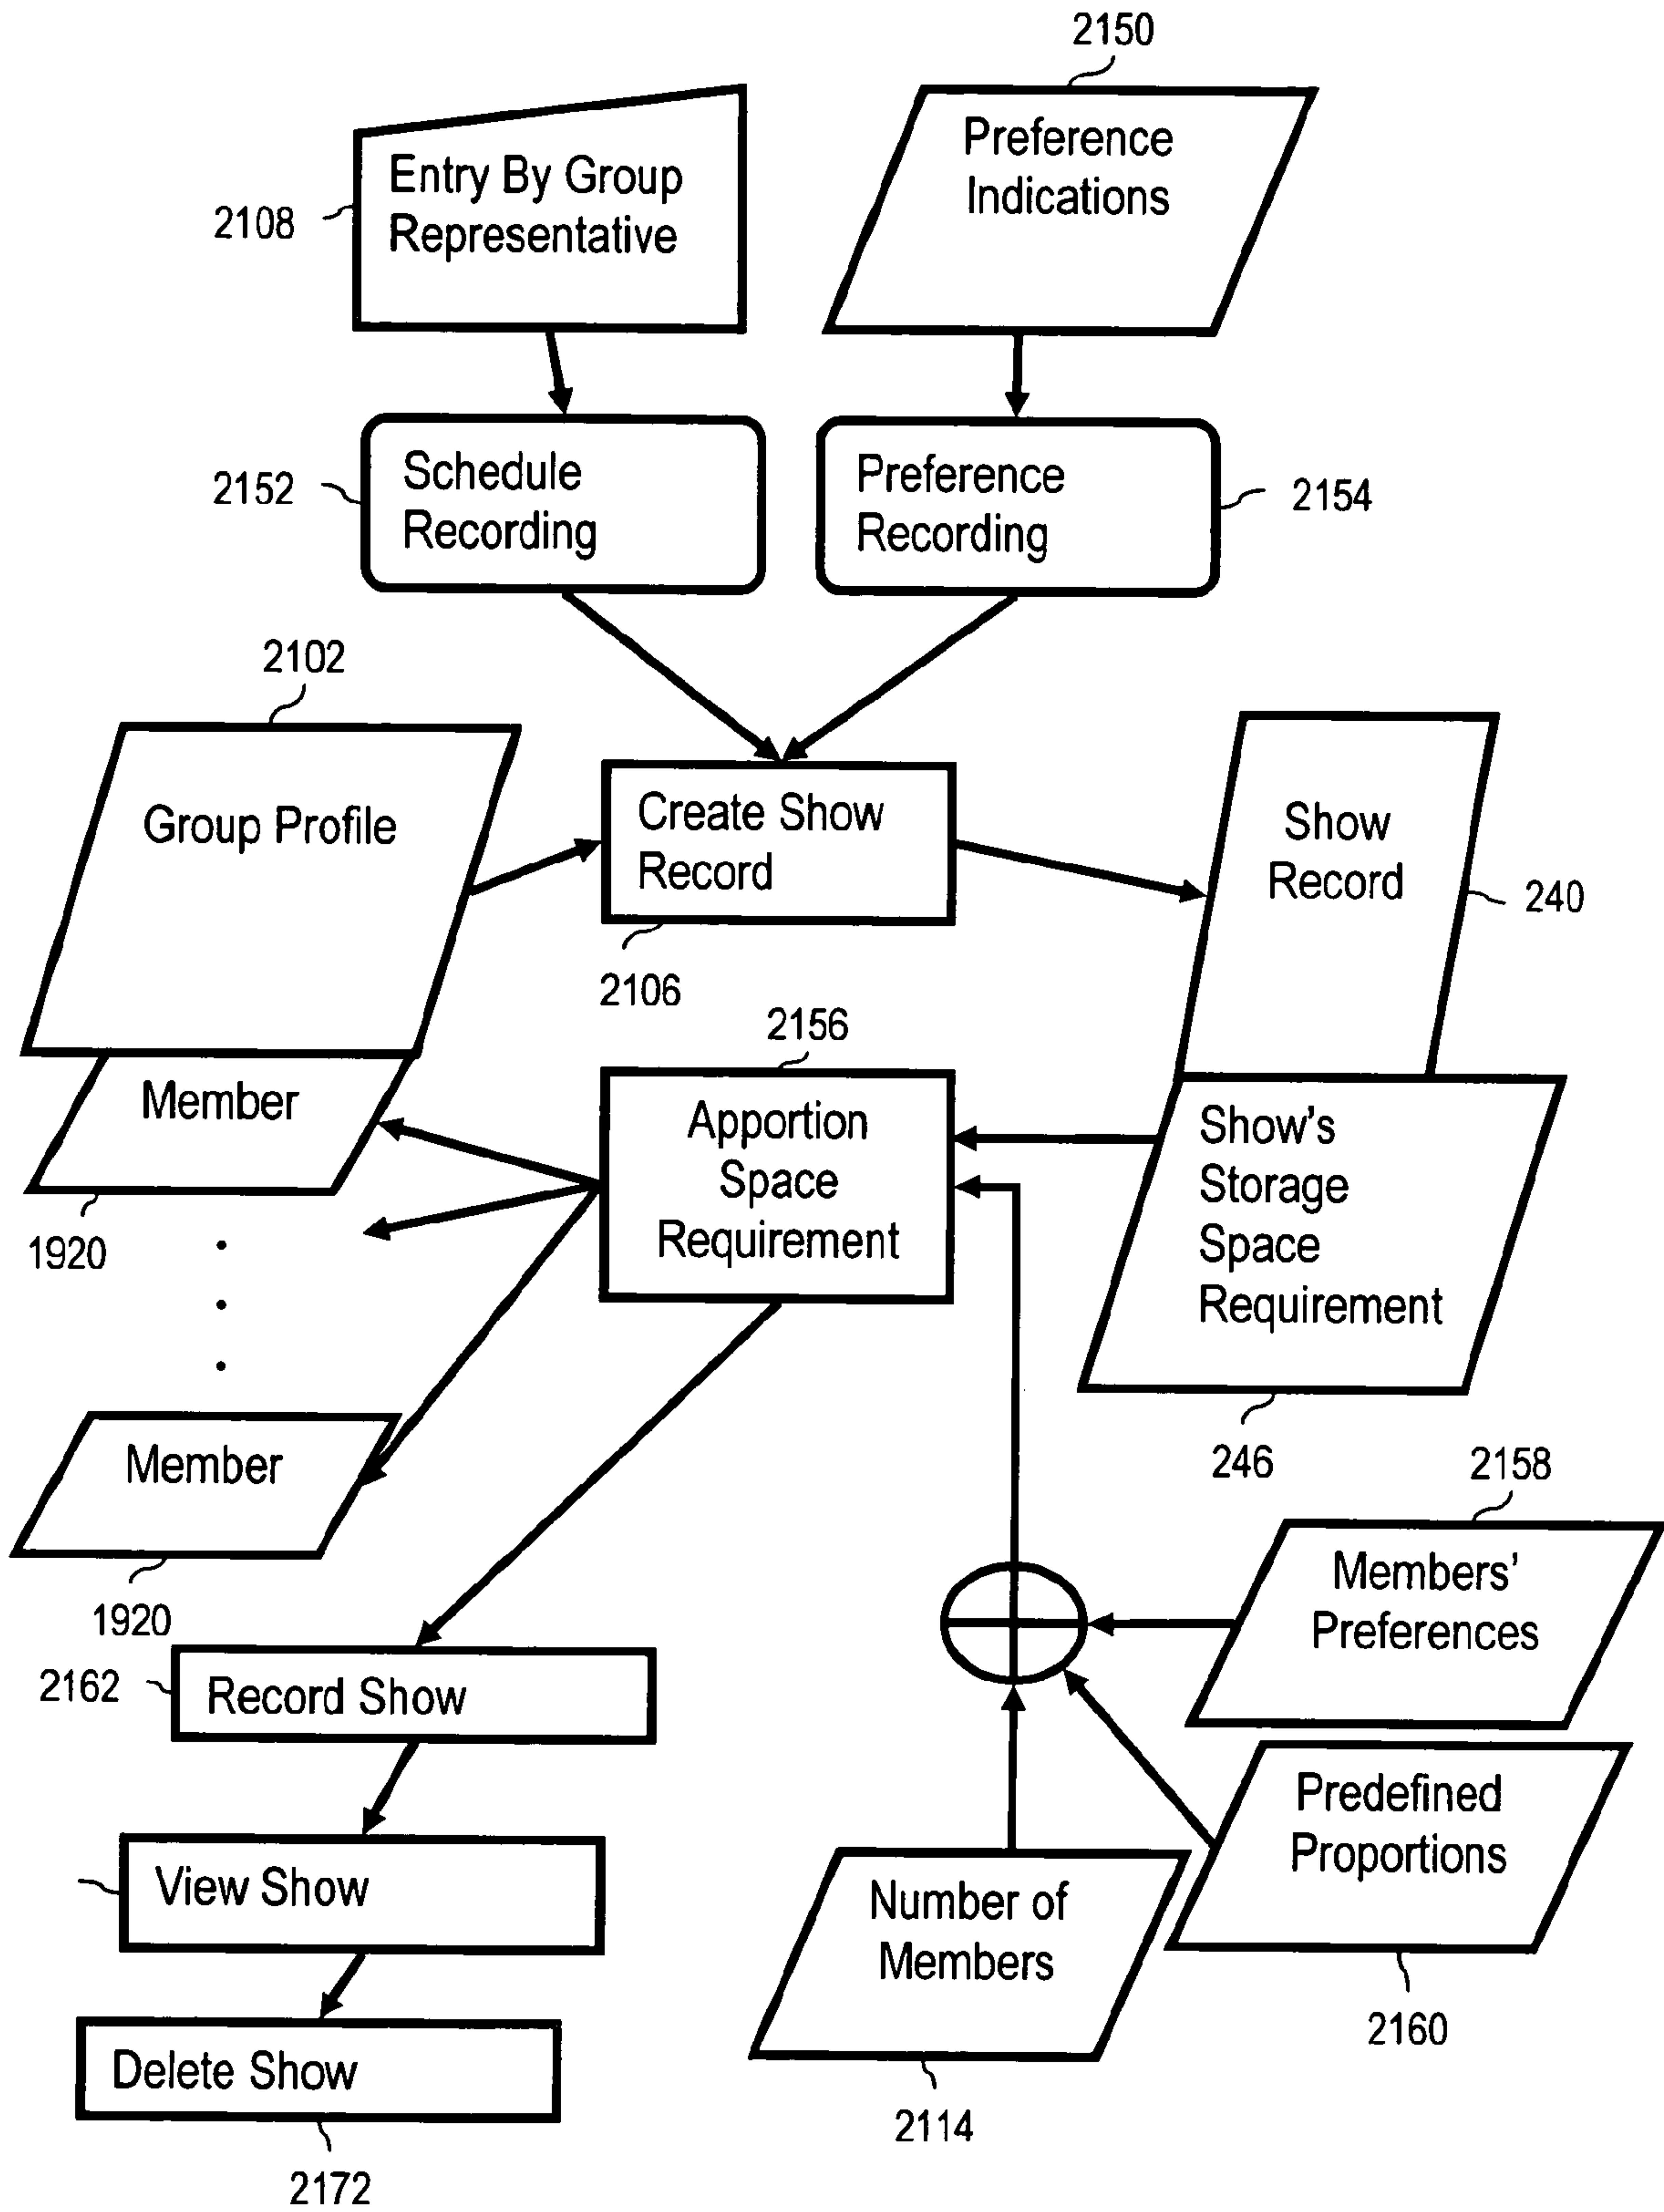 2150
Entry By Group
Representative
2108
Preference
Indications
Schedule
Recording
2152
Preference
Recording
2154
2102
Group Profile
Create Show
Record
2106
Show
Record
240
2156
Member
1920
Apportion
Space
Requirement
Show's
Storage
Space
Requirement
246
Member
1920
2158
Members'
Preferences
2162
Record Show
Predefined
Proportions
2160
View Show
Number of
Members
2114
Delete Show
2172